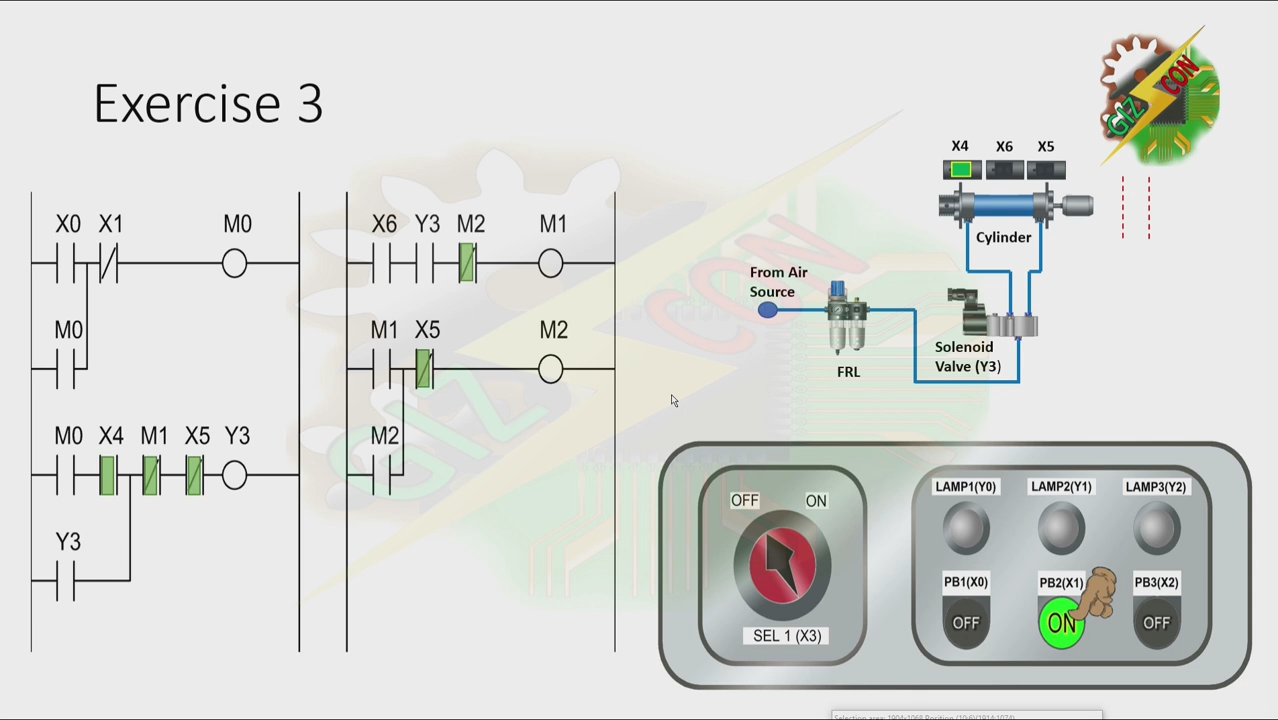 Exercise 3
GIZ
CON
X0 X1 M0
M0
M0 X4 M1 X5 Y3
Y3
X6 Y3 M2 M1
M1 X5 M2
M2
X4 X6 X5
Cylinder
From Air
Source
FRL
Solenoid
Valve (Y3)
OFF ON
SEL 1 (X3)
LAMP1(Y0) LAMP2(Y1) LAMP3(Y2)
PB1(X0) PB2(X1) PB3(X2)
OFF ON OFF
GIZ
CON